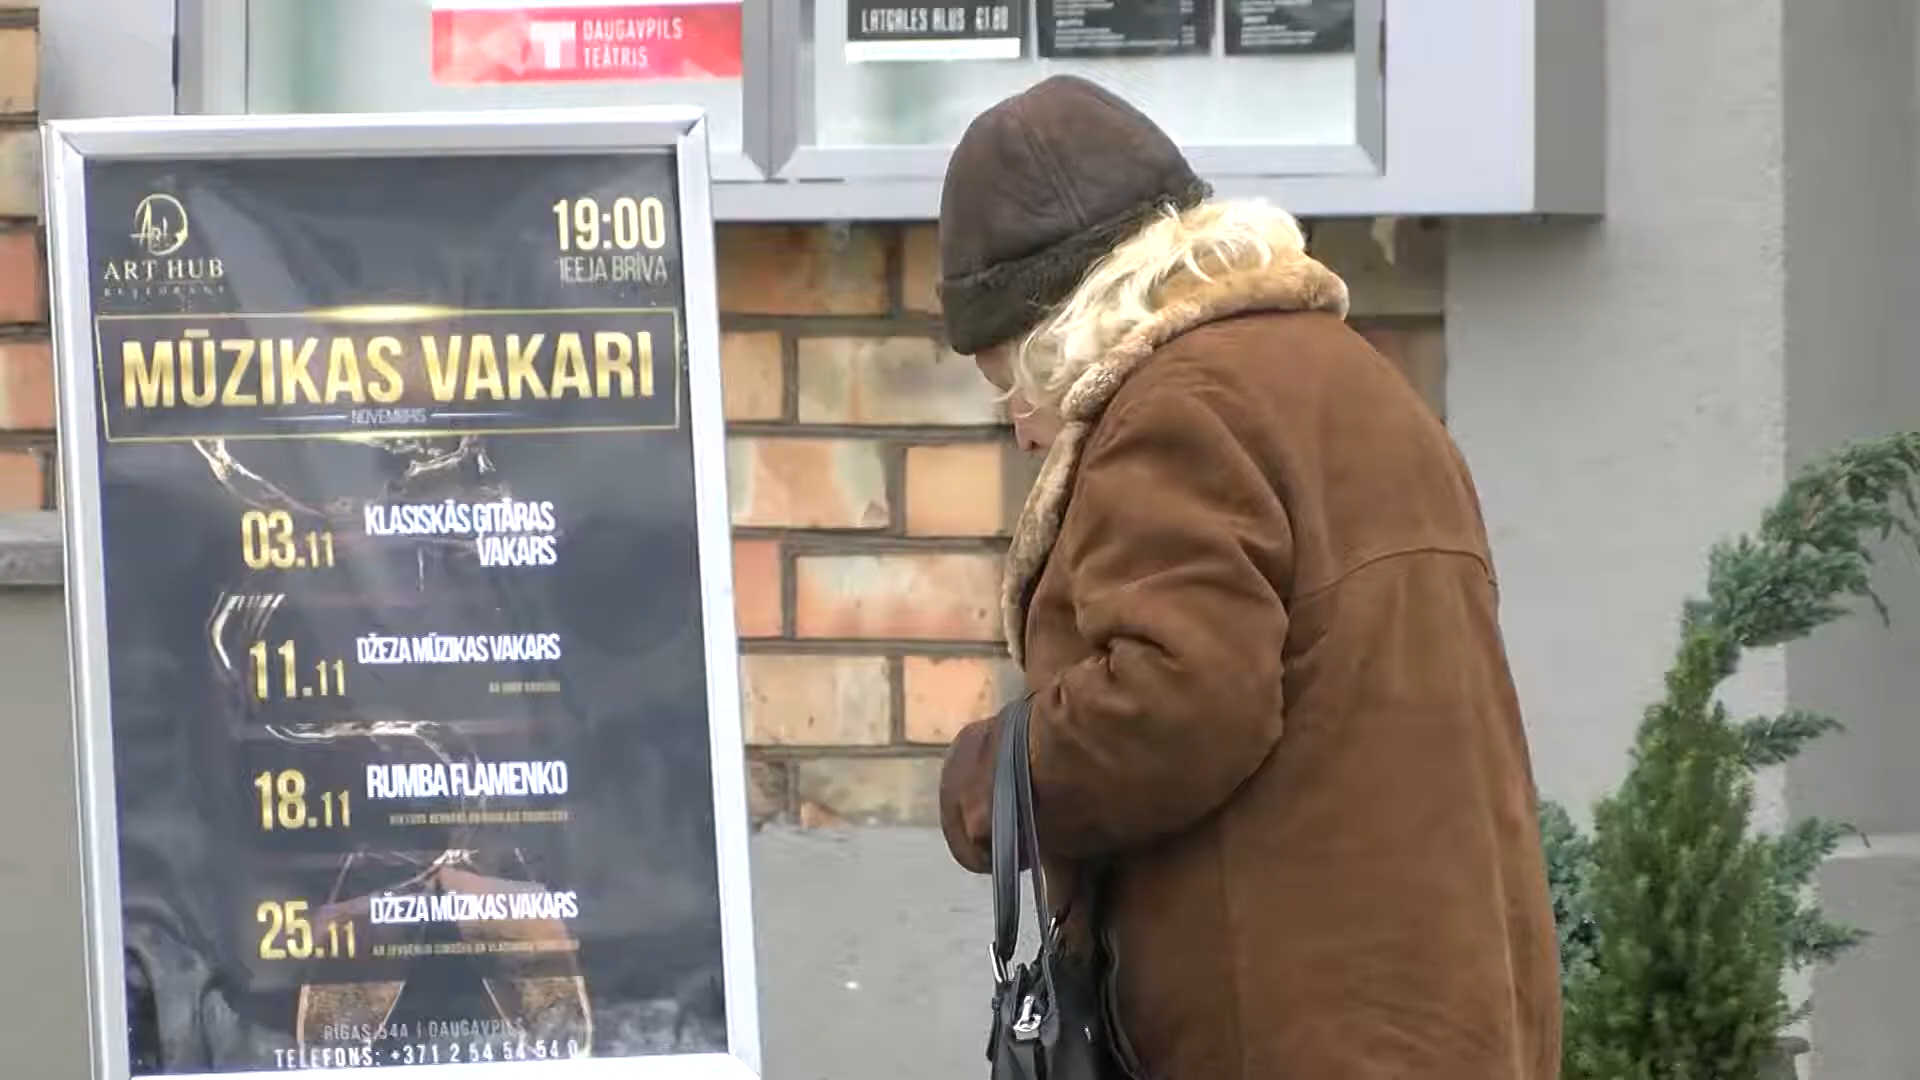 DAUGAVPILS
TEĀTRIS
LATGALES ALUS €1.80
Art
ART HUB
RESTORĀNS
19:00
IEEJA BRĪVA
MŪZIKAS VAKARI
NOVEMBRIS
03.11 KLASISKĀS ĢITĀRAS
VAKARS
11.11 DŽEZA MŪZIKAS VAKARS
18.11 RUMBA FLAMENKO
25.11 DŽEZA MŪZIKAS VAKARS
RĪGAS 54A | DAUGAVPILS
TELEFONS: +371 2 54 54 54 0